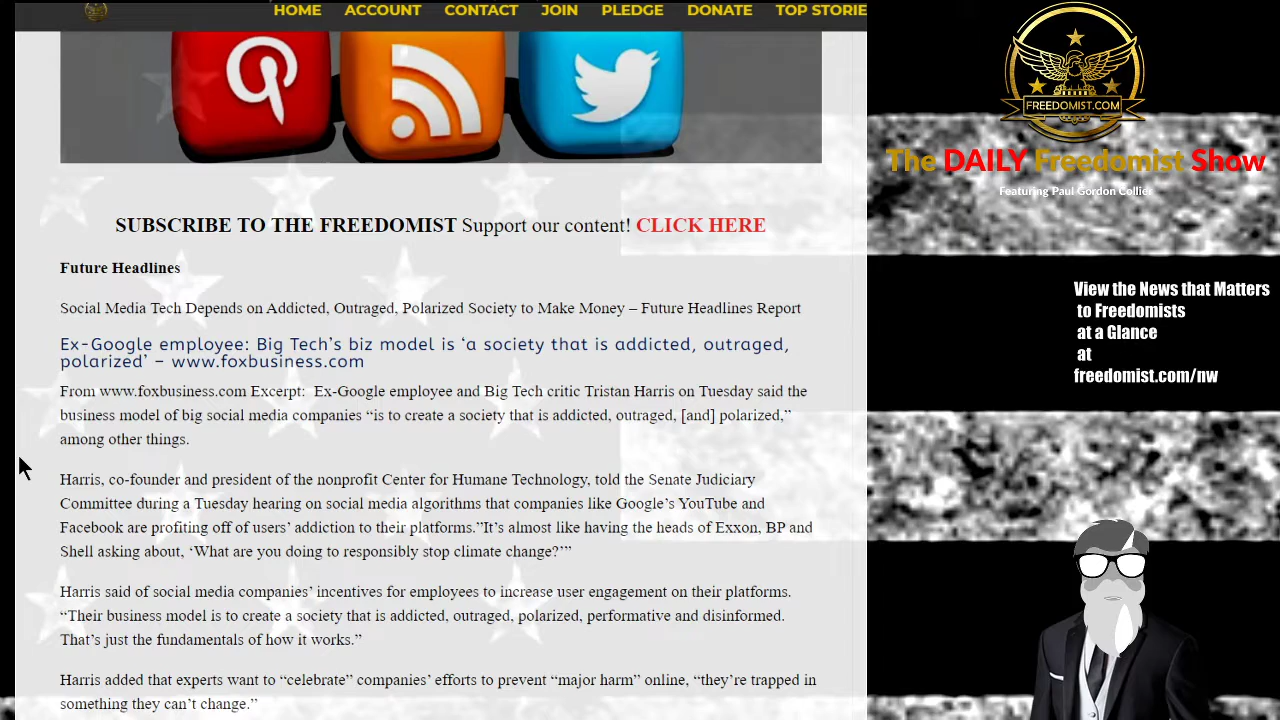 HOME ACCOUNT CONTACT JOIN PLEDGE DONATE TOP STORIE
SUBSCRIBE TO THE FREEDOMIST Support our content! CLICK HERE
Future Headlines
Social Media Tech Depends on Addicted, Outraged, Polarized Society to Make Money – Future Headlines Report
Ex-Google employee: Big Tech’s biz model is ‘a society that is addicted, outraged,
polarized’ – www.foxbusiness.com
From www.foxbusiness.com Excerpt:  Ex-Google employee and Big Tech critic Tristan Harris on Tuesday said the
business model of big social media companies “is to create a society that is addicted, outraged, [and] polarized,”
among other things.
Harris, co-founder and president of the nonprofit Center for Humane Technology, told the Senate Judiciary
Committee during a Tuesday hearing on social media algorithms that companies like Google’s YouTube and
Facebook are profiting off of users’ addiction to their platforms.”It’s almost like having the heads of Exxon, BP and
Shell asking about, ‘What are you doing to responsibly stop climate change?’”
Harris said of social media companies’ incentives for employees to increase user engagement on their platforms.
“Their business model is to create a society that is addicted, outraged, polarized, performative and disinformed.
That’s just the fundamentals of how it works.”
Harris added that experts want to “celebrate” companies’ efforts to prevent “major harm” online, “they’re trapped in
something they can’t change.”
FREEDOMIST.COM
The DAILY Freedomist Show
Featuring Paul Gordon Collier
View the News that Matters
to Freedomists
at a Glance
at
freedomist.com/nw